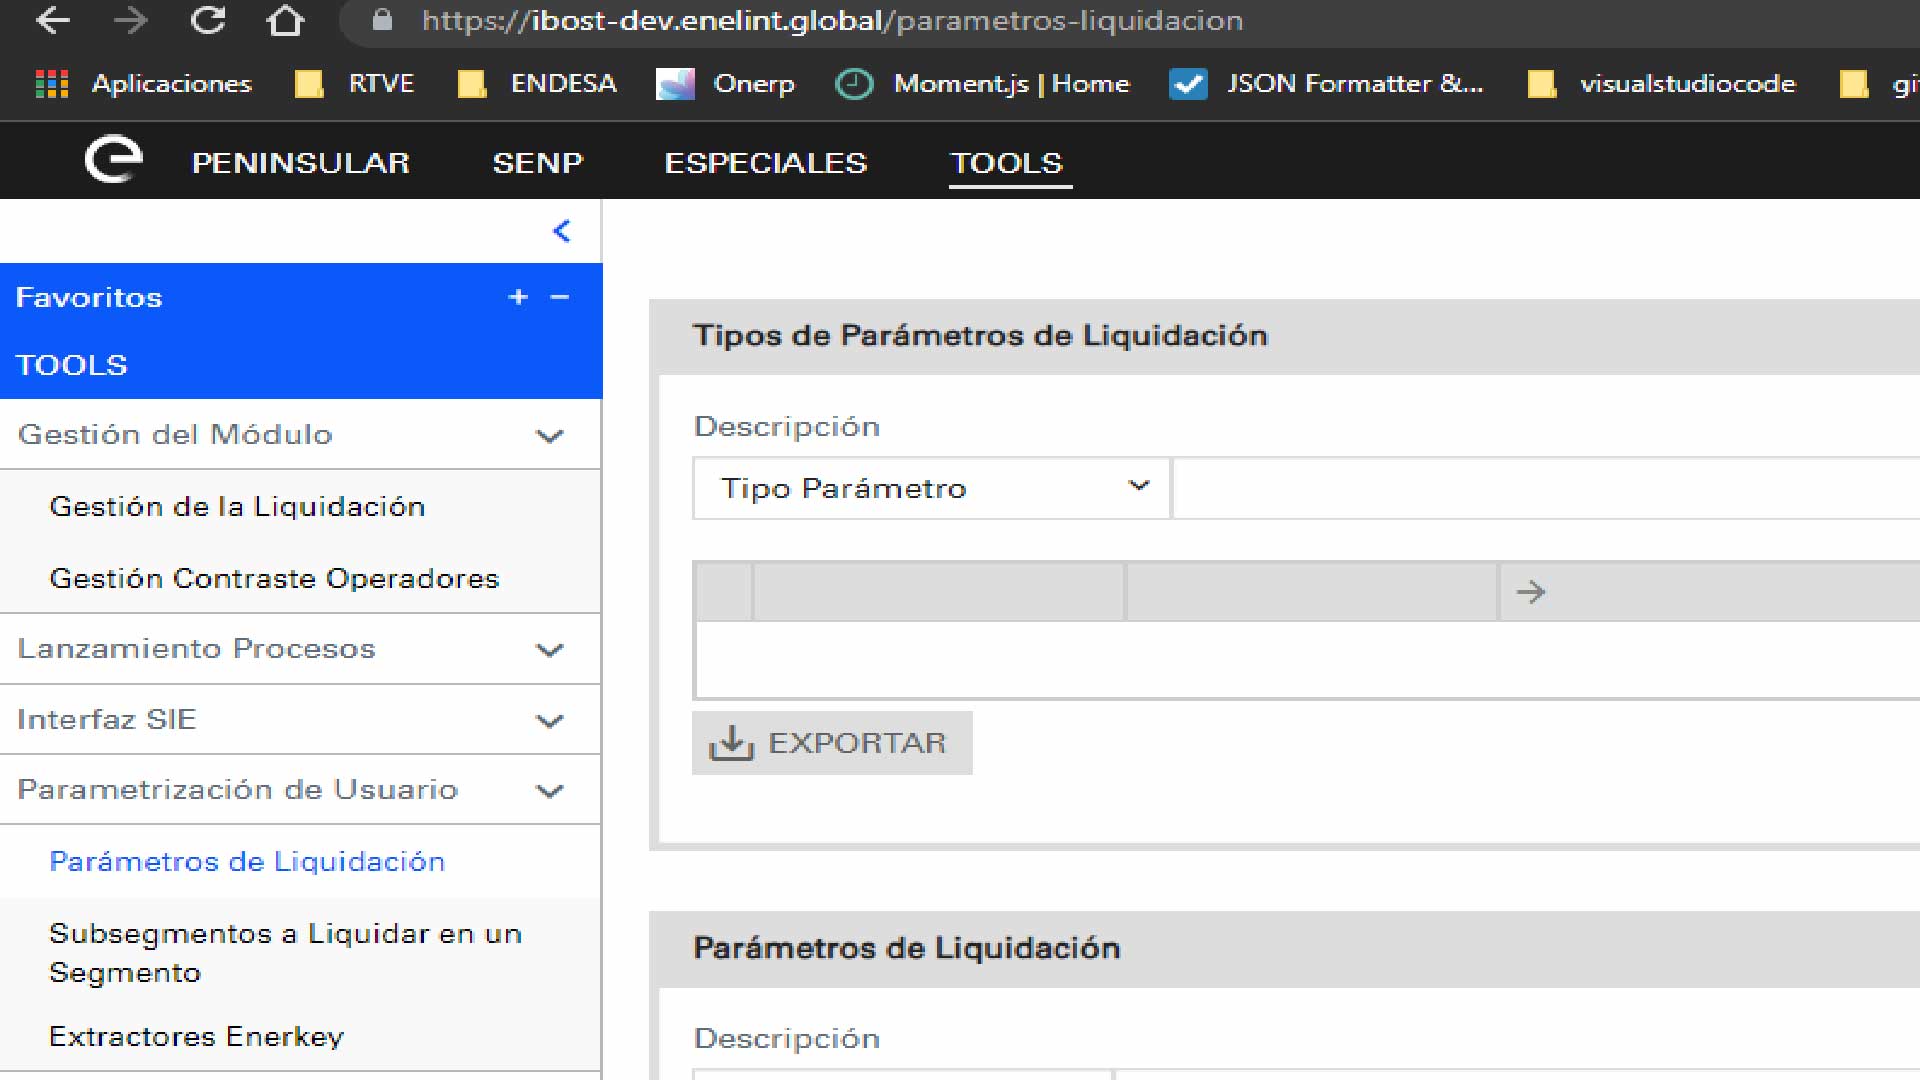 https://ibost-dev.enelint.global/parametros-liquidacion
Aplicaciones RTVE ENDESA Onerp Moment.js | Home JSON Formatter &... visualstudiocode
PENINSULAR SENP ESPECIALES TOOLS
Favoritos + −
TOOLS
Gestión del Módulo
Gestión de la Liquidación
Gestión Contraste Operadores
Lanzamiento Procesos
Interfaz SIE
Parametrización de Usuario
Parámetros de Liquidación
Subsegmentos a Liquidar en un
Segmento
Extractores Enerkey
Tipos de Parámetros de Liquidación
Descripción
Tipo Parámetro
EXPORTAR
Parámetros de Liquidación
Descripción